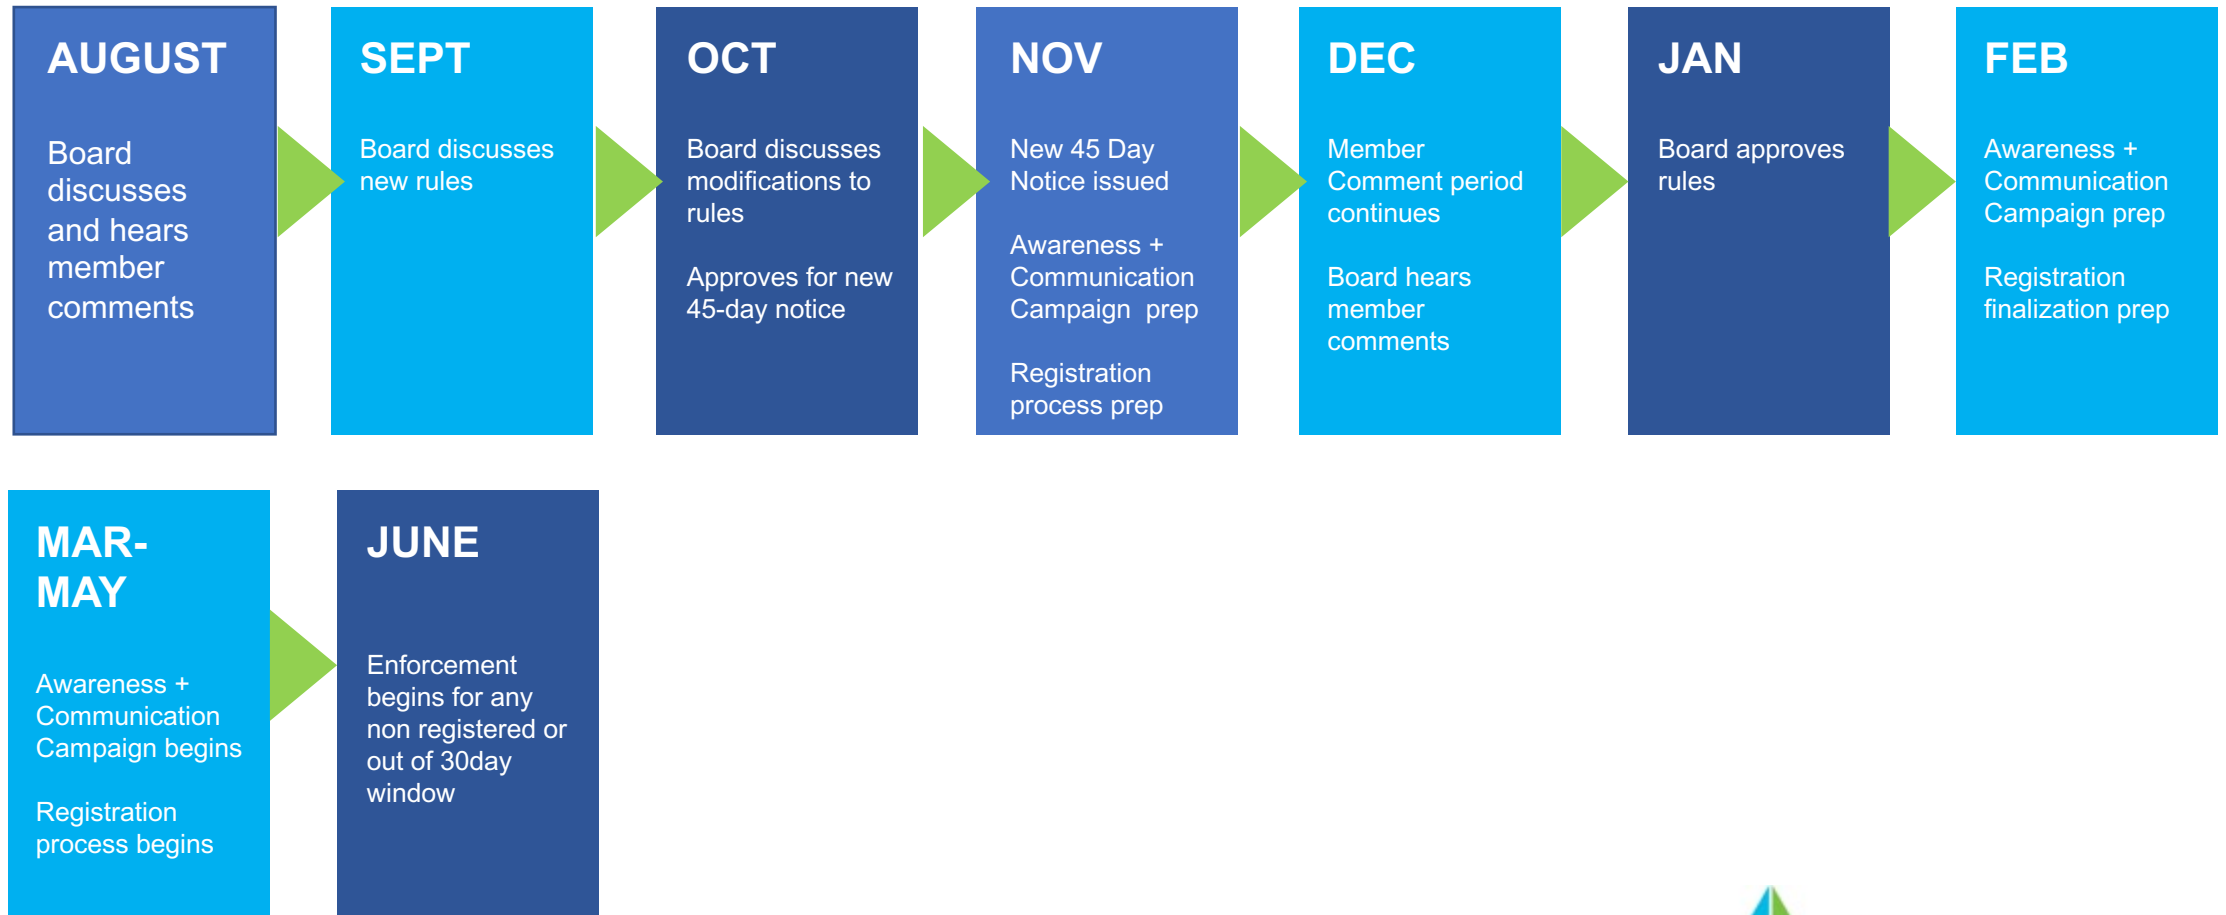 AUGUST
Board
discusses
and hears
member
comments
SEPT
Board discusses
new rules
OCT
Board discusses
modifications to
rules
Approves for new
45-day notice
NOV
New 45 Day
Notice issued
Awareness +
Communication
Campaign  prep
Registration
process prep
DEC
Member
Comment period
continues
Board hears
member
comments
JAN
Board approves
rules
FEB
Awareness +
Communication
Campaign prep
Registration
finalization prep
MAR-
MAY
Awareness +
Communication
Campaign begins
Registration
process begins
JUNE
Enforcement
begins for any
non registered or
out of 30day
window